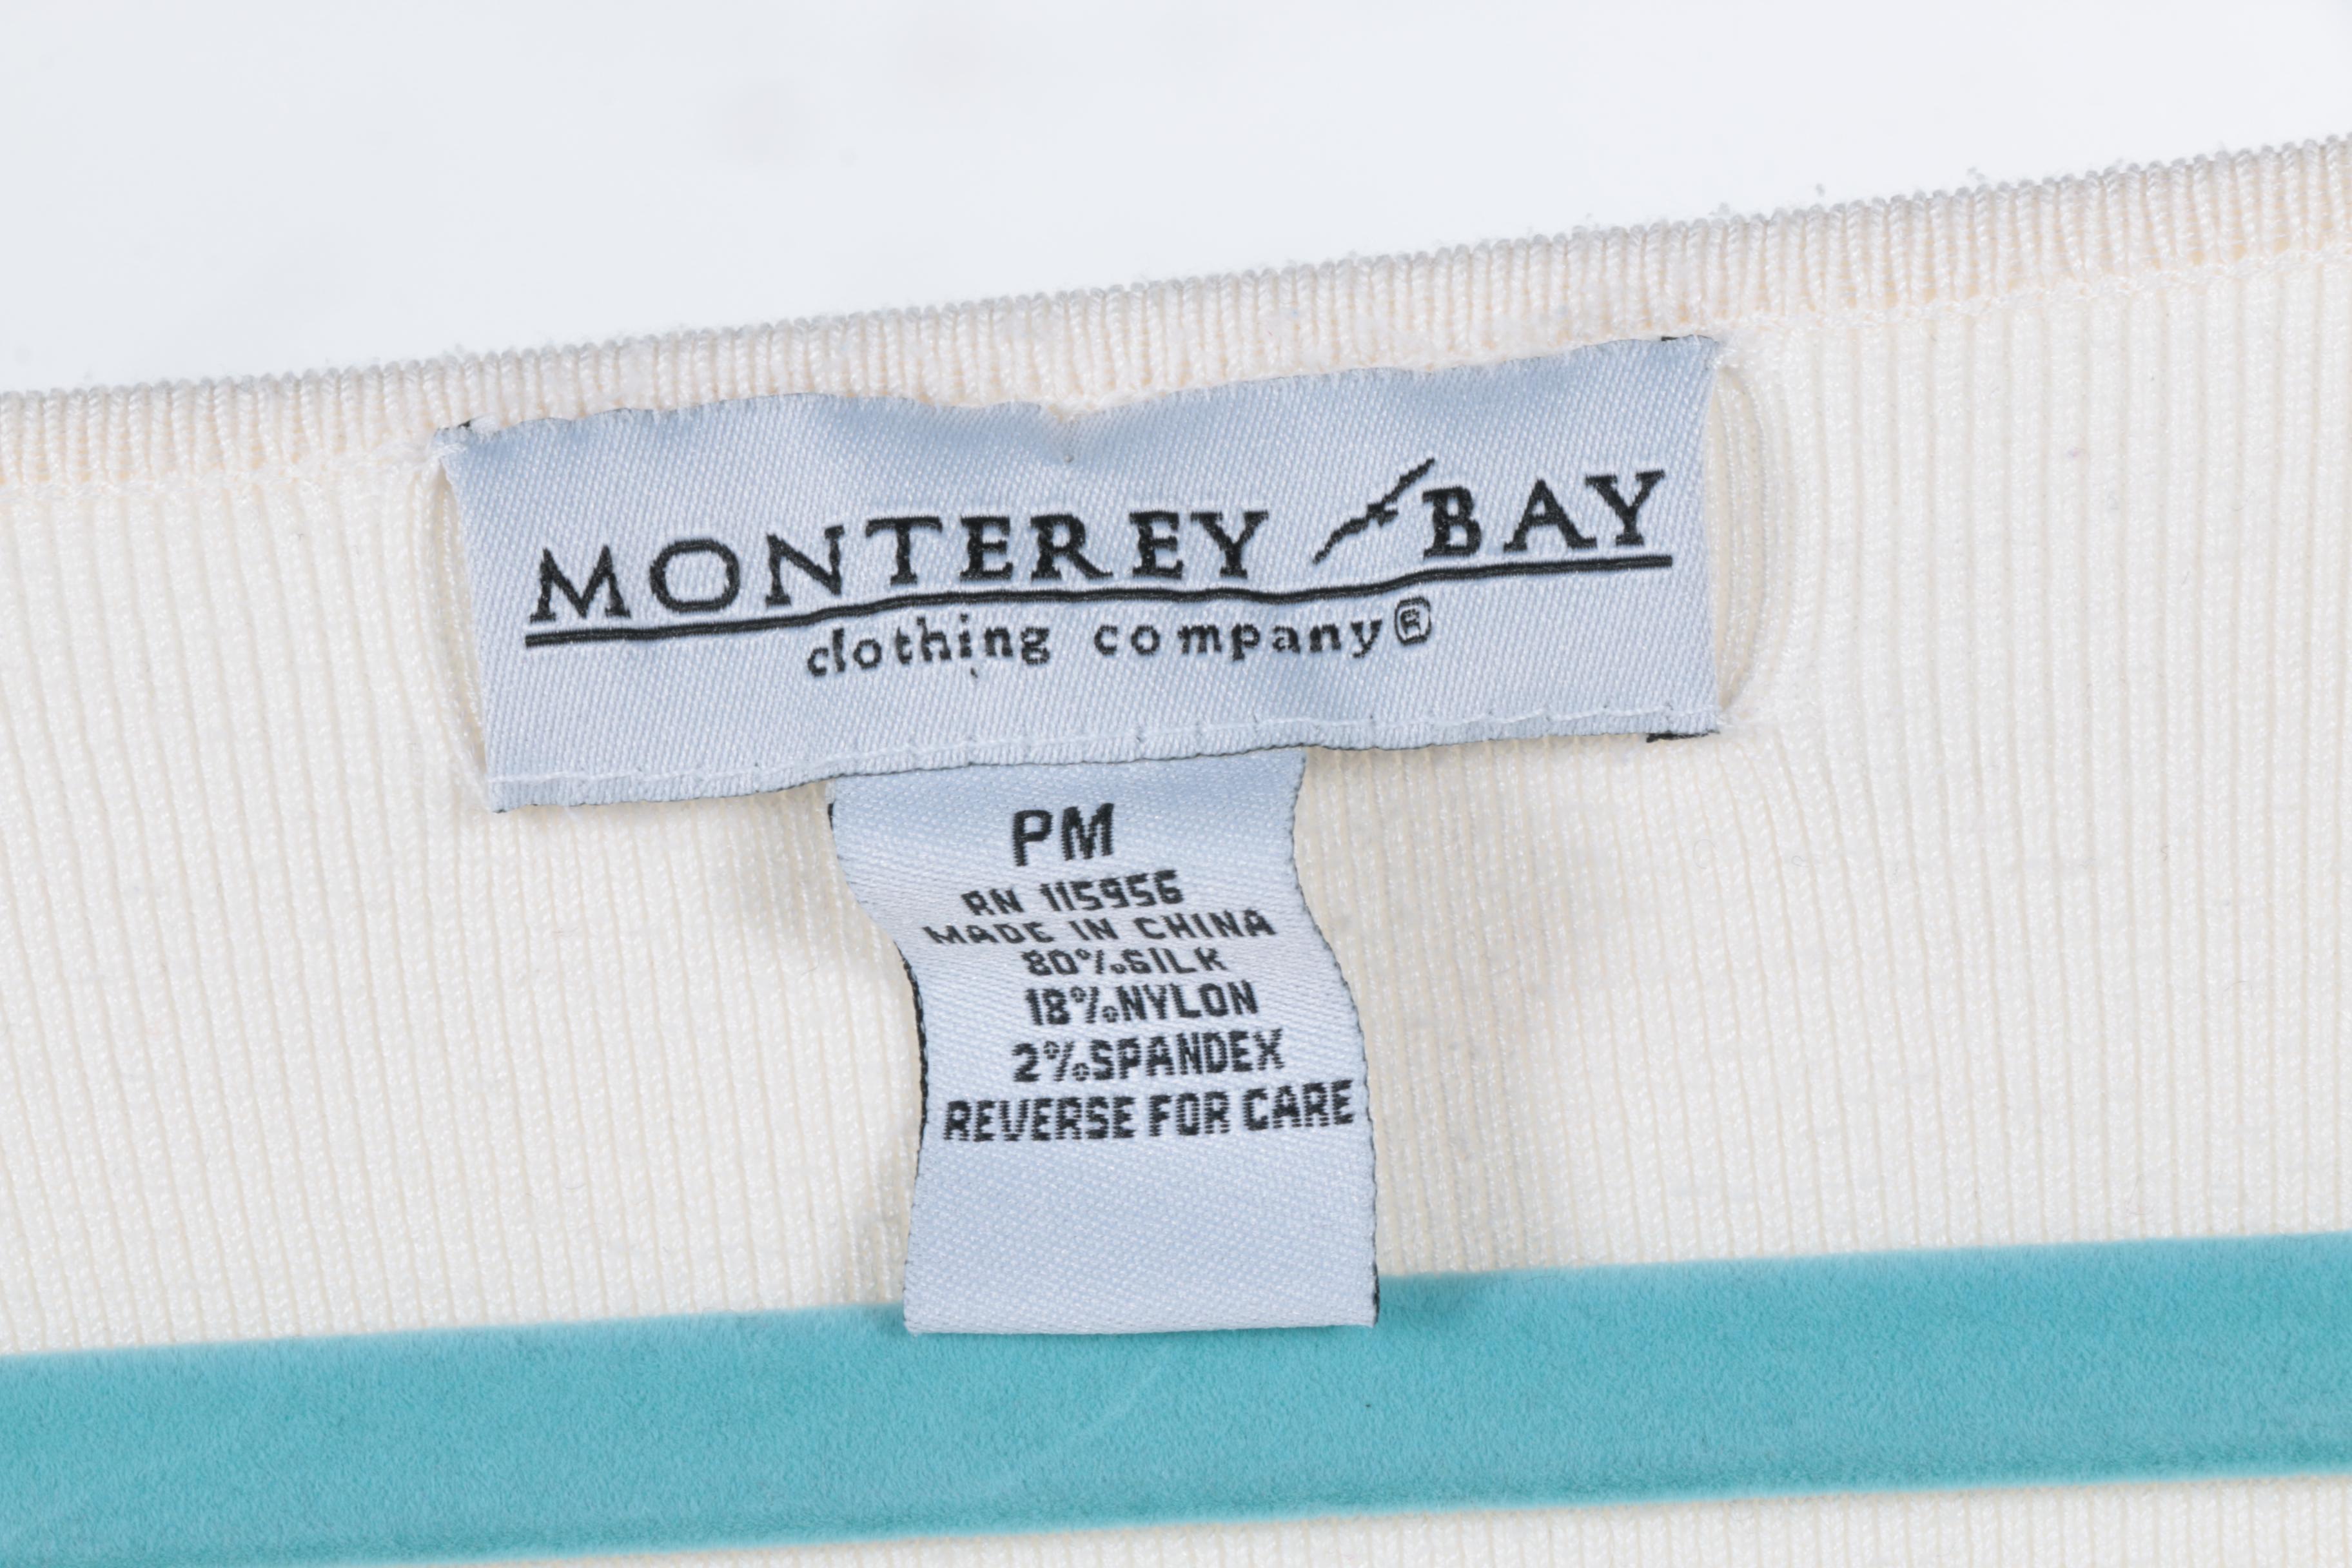 MONTEREY BAY
clothing company®
PM
RN 115956
MADE IN CHINA
80% SILK
18% NYLON
2% SPANDEX
REVERSE FOR CARE